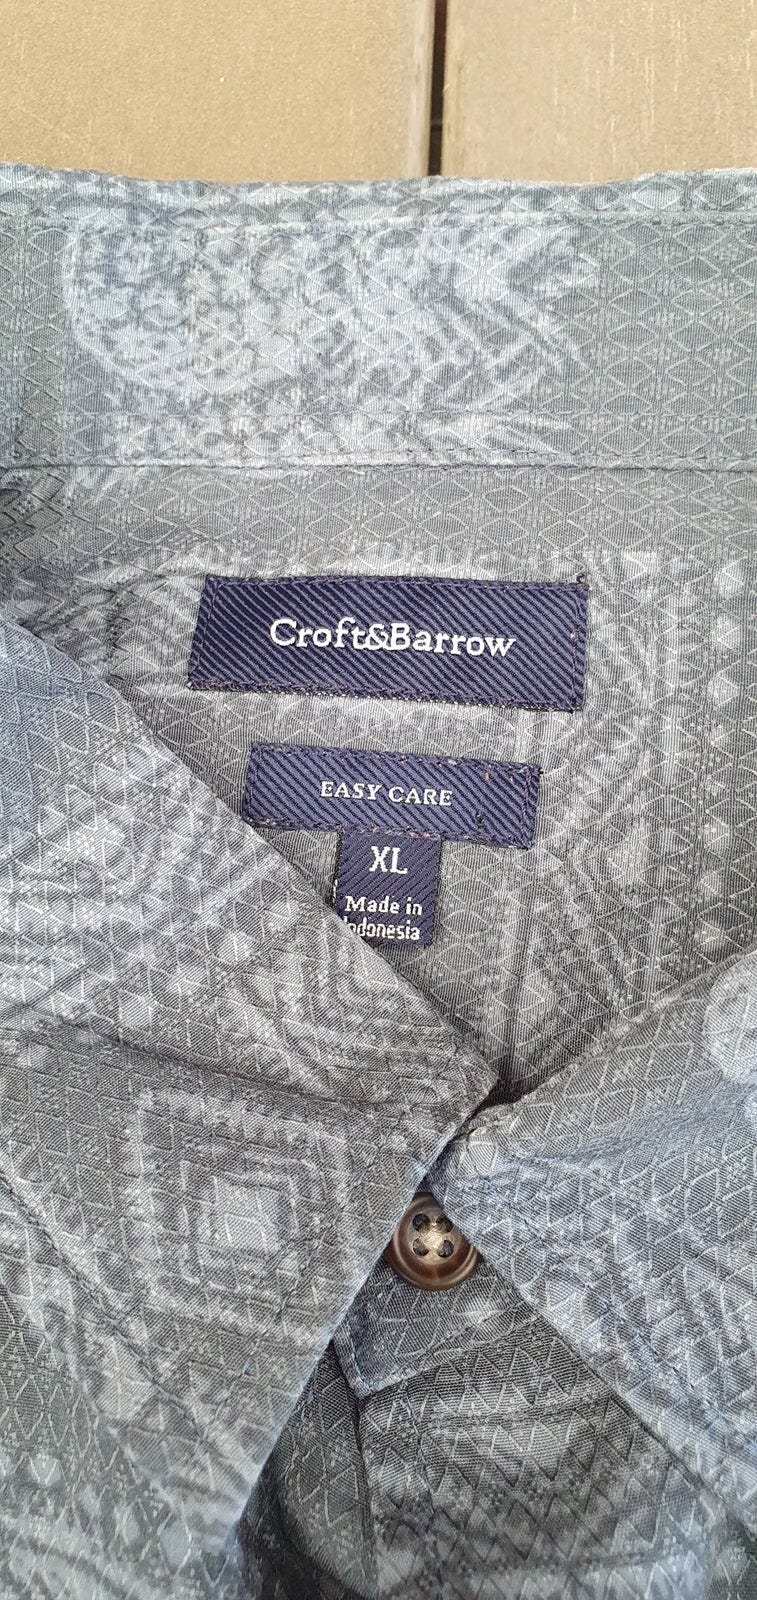 Croft&Barrow
EASY CARE
XL
Made in
Indonesia